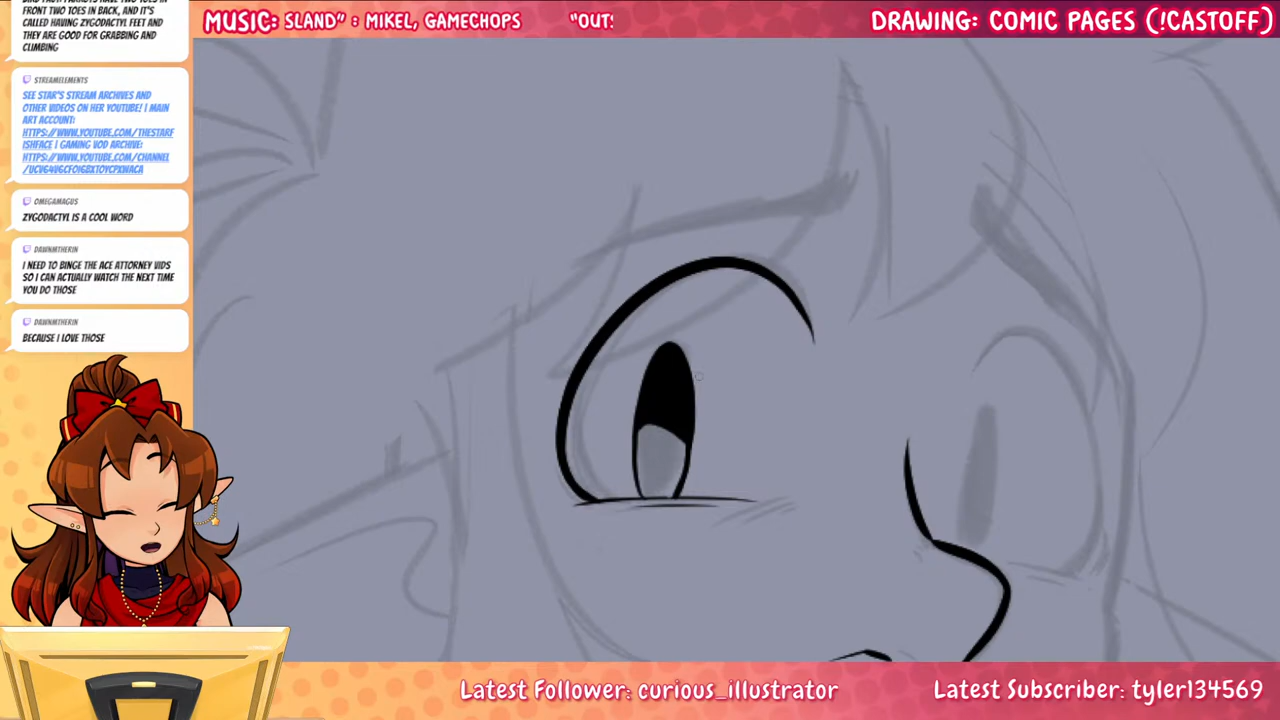 MUSIC: SLAND" : MIKEL, GAMECHOPS "OUTS
DRAWING: COMIC PAGES (!CASTOFF)
FRONT TWO TOES IN BACK, AND IT'S
CALLED HAVING ZYGODACTYL FEET AND
THEY ARE GOOD FOR GRABBING AND
CLIMBING
STREAMELEMENTS
SEE STAR'S STREAM ARCHIVES AND
OTHER VIDEOS ON HER YOUTUBE! | MAIN
ART ACCOUNT:
HTTPS://WWW.YOUTUBE.COM/THESTARF
ISHFACE | GAMING VOD ARCHIVE:
HTTPS://WWW.YOUTUBE.COM/CHANNEL
OMEGAMAGUS
ZYGODACTYL IS A COOL WORD
DAWNMTHERIN
I NEED TO BINGE THE ACE ATTORNEY VIDS
SO I CAN ACTUALLY WATCH THE NEXT TIME
YOU DO THOSE
DAWNMTHERIN
BECAUSE I LOVE THOSE
Latest Follower: curious_illustrator
Latest Subscriber: tyler134569